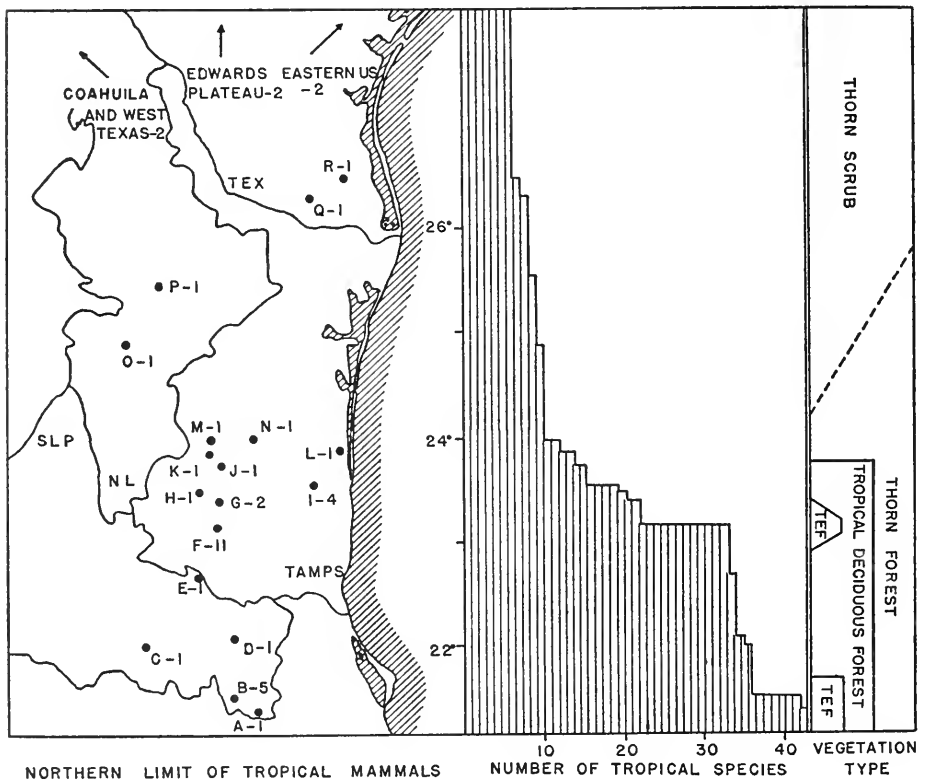 COAHUILA
AND WEST
TEXAS-2
EDWARDS
PLATEAU-2
EASTERN US
-2
R-1
TEX
Q-1
P-1
O-1
SLP
M-1
N-1
K-1
J-1
L-1
NL
H-1
G-2
I-4
F-11
TAMPS
E-1
C-1
D-1
B-5
A-1
26°
24°
22°
10 20 30 40
THORN SCRUB
TEF
TROPICAL DECIDUOUS FOREST
THORN FOREST
TEF
NORTHERN LIMIT OF TROPICAL MAMMALS
NUMBER OF TROPICAL SPECIES
VEGETATION
TYPE